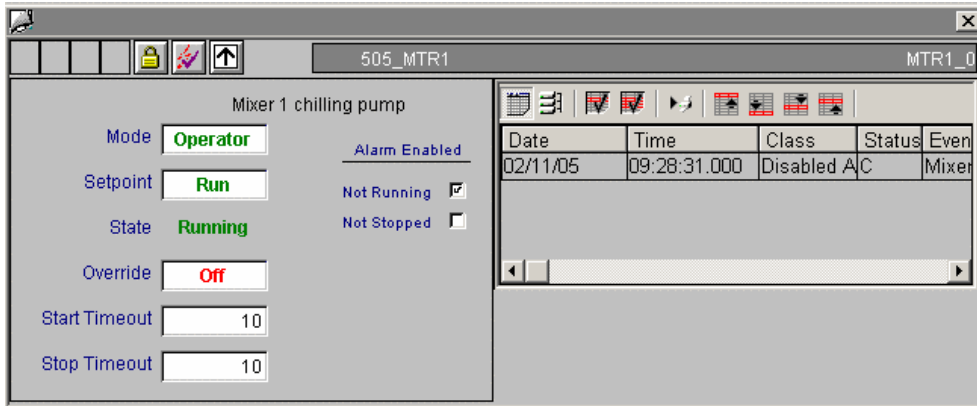 505_MTR1 MTR1_0
Mixer 1 chilling pump
Mode Operator
Setpoint Run
State Running
Override Off
Start Timeout 10
Stop Timeout 10
Alarm Enabled
Not Running
Not Stopped
Date Time Class Status Even
02/11/05 09:28:31.000 Disabled A C Mixer